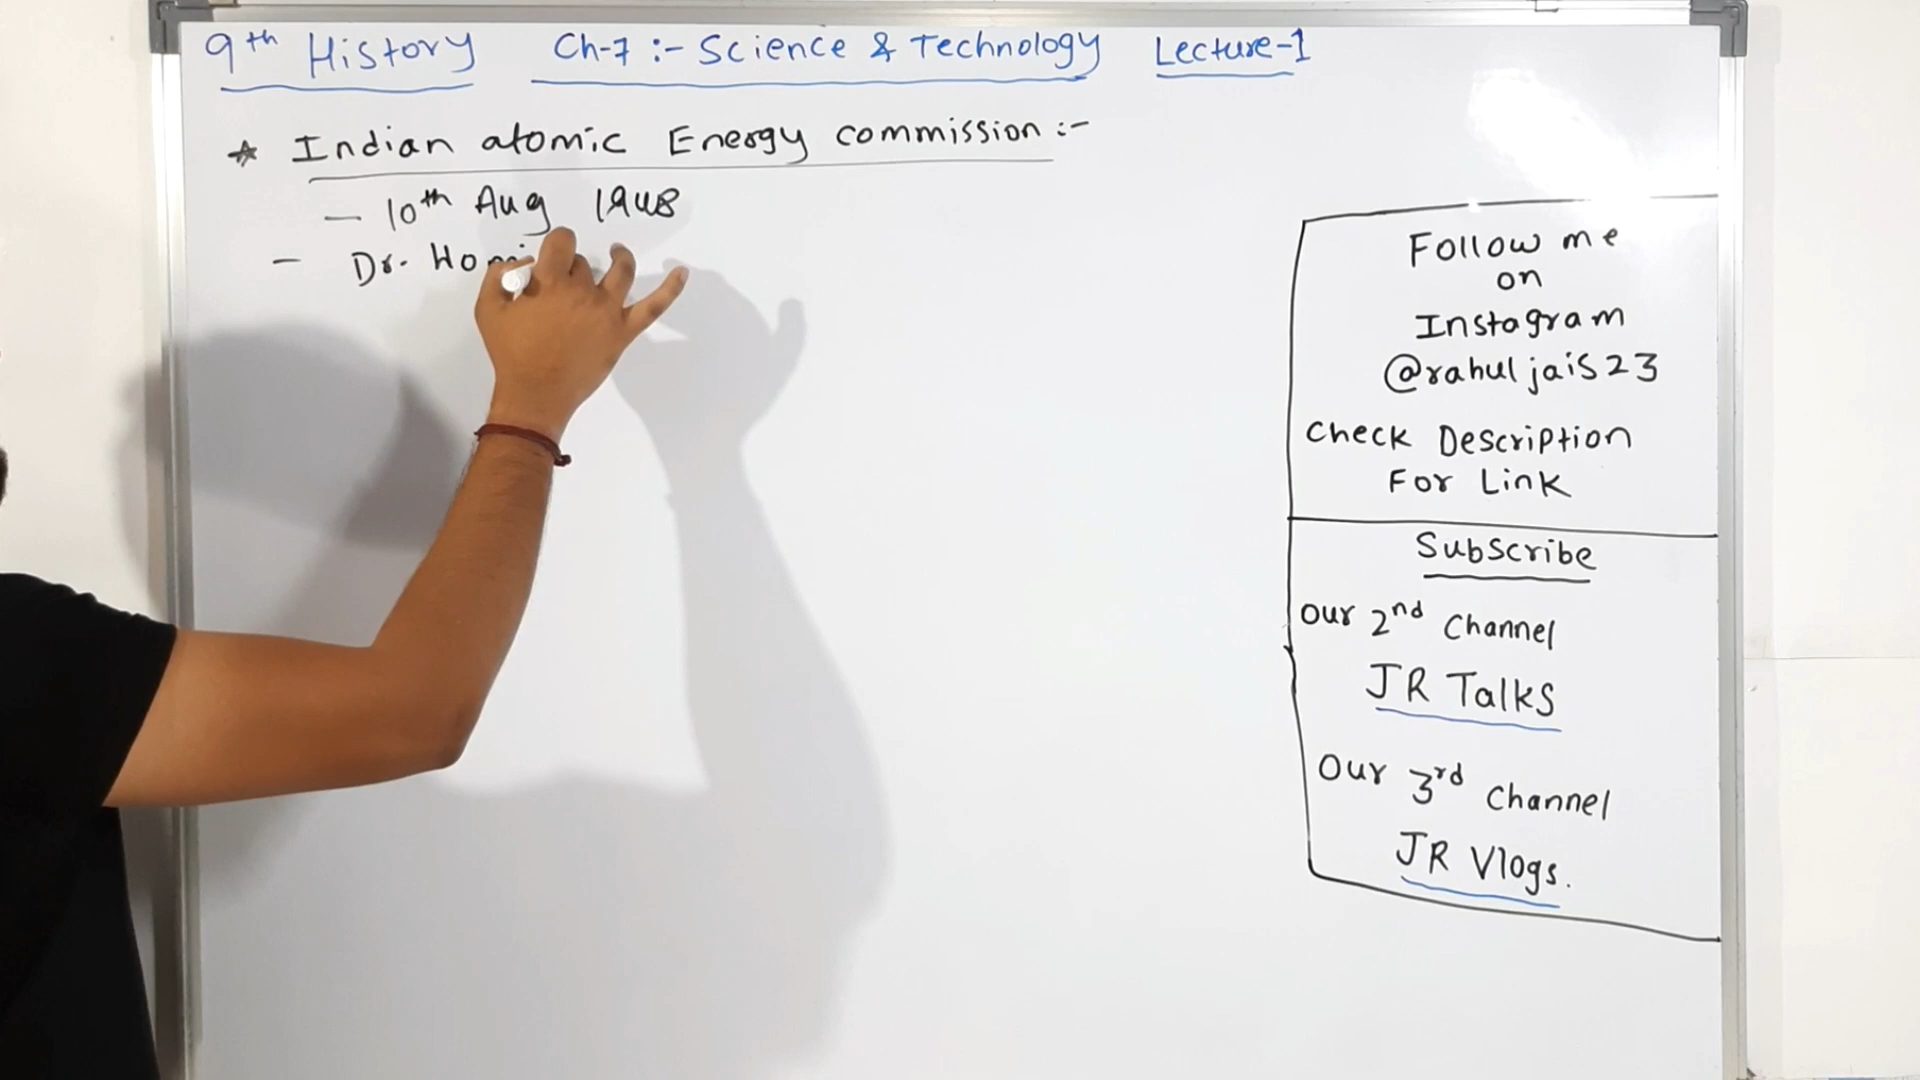 9th History Ch-7 :- Science & Technology Lecture-1
* Indian atomic Energy commission :-
- 10th Aug 1948
- Dr. Homi
Follow me
on
Instagram
@rahuljais23
Check Description
For Link
Subscribe
Our 2nd Channel
JR Talks
Our 3rd Channel
JR Vlogs.